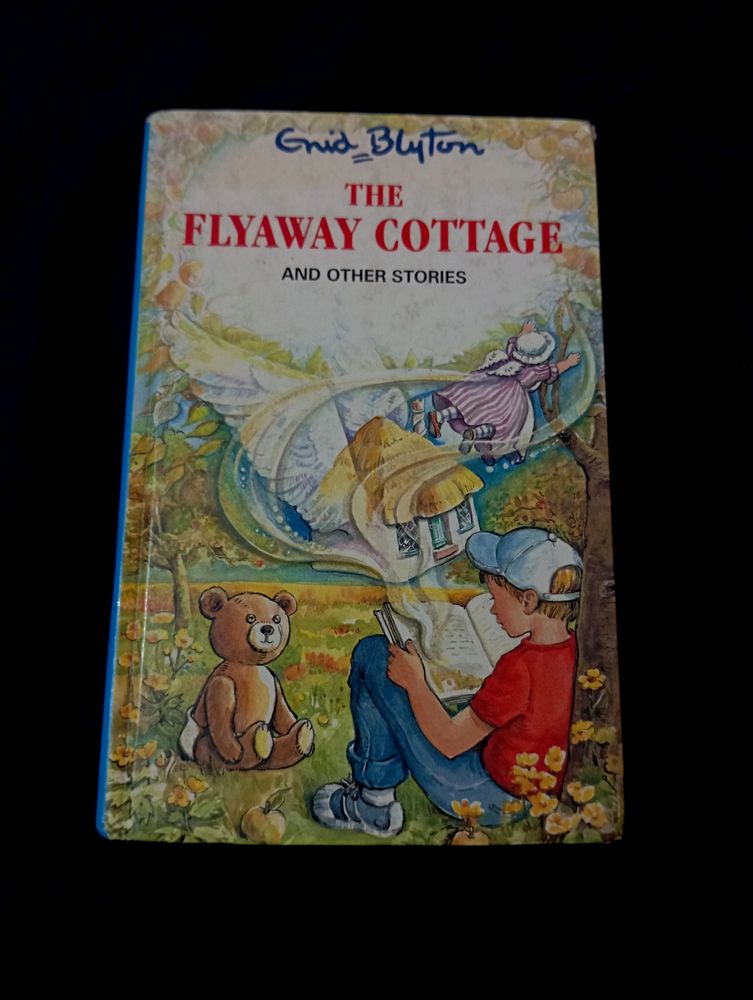 Enid Blyton
THE
FLYAWAY COTTAGE
AND OTHER STORIES